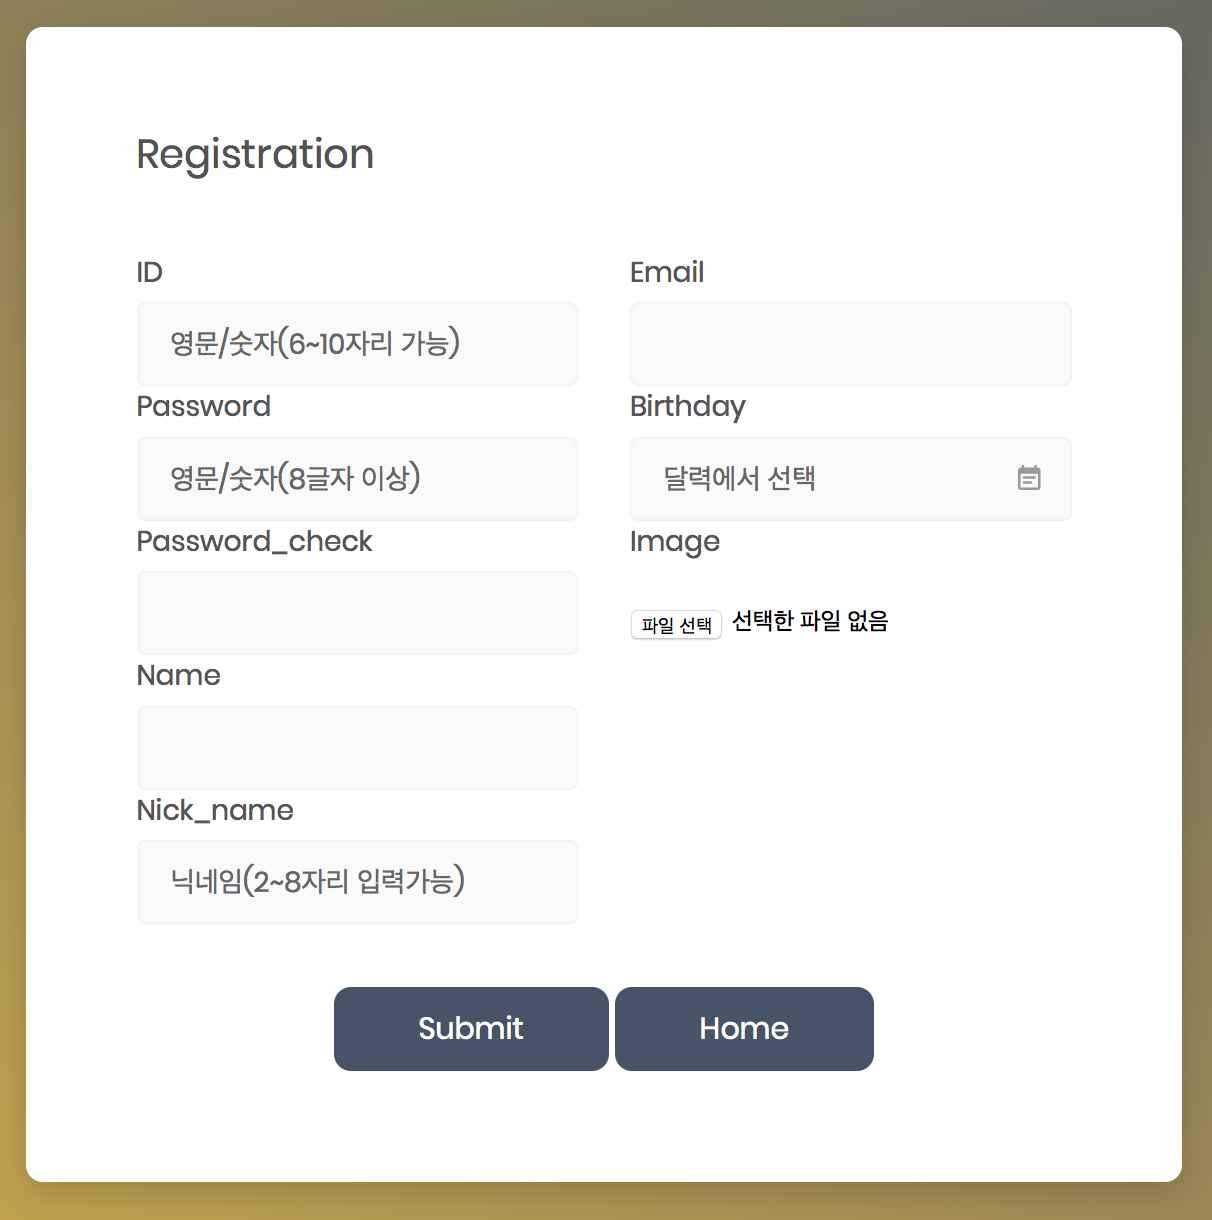 Registration
ID
영문/숫자(6~10자리 가능)
Password
영문/숫자(8글자 이상)
Password_check
Name
Nick_name
닉네임(2~8자리 입력가능)
Email
Birthday
달력에서 선택
Image
파일 선택 선택한 파일 없음
Submit Home